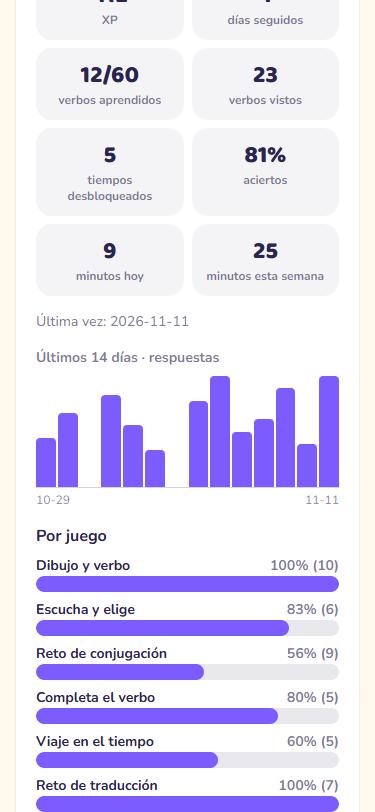 XP
días seguidos
12/60
verbos aprendidos
23
verbos vistos
5
tiempos
desbloqueados
81%
aciertos
9
minutos hoy
25
minutos esta semana
Última vez: 2026-11-11
Últimos 14 días · respuestas
10-29
11-11
Por juego
Dibujo y verbo
100% (10)
Escucha y elige
83% (6)
Reto de conjugación
56% (9)
Completa el verbo
80% (5)
Viaje en el tiempo
60% (5)
Reto de traducción
100% (7)